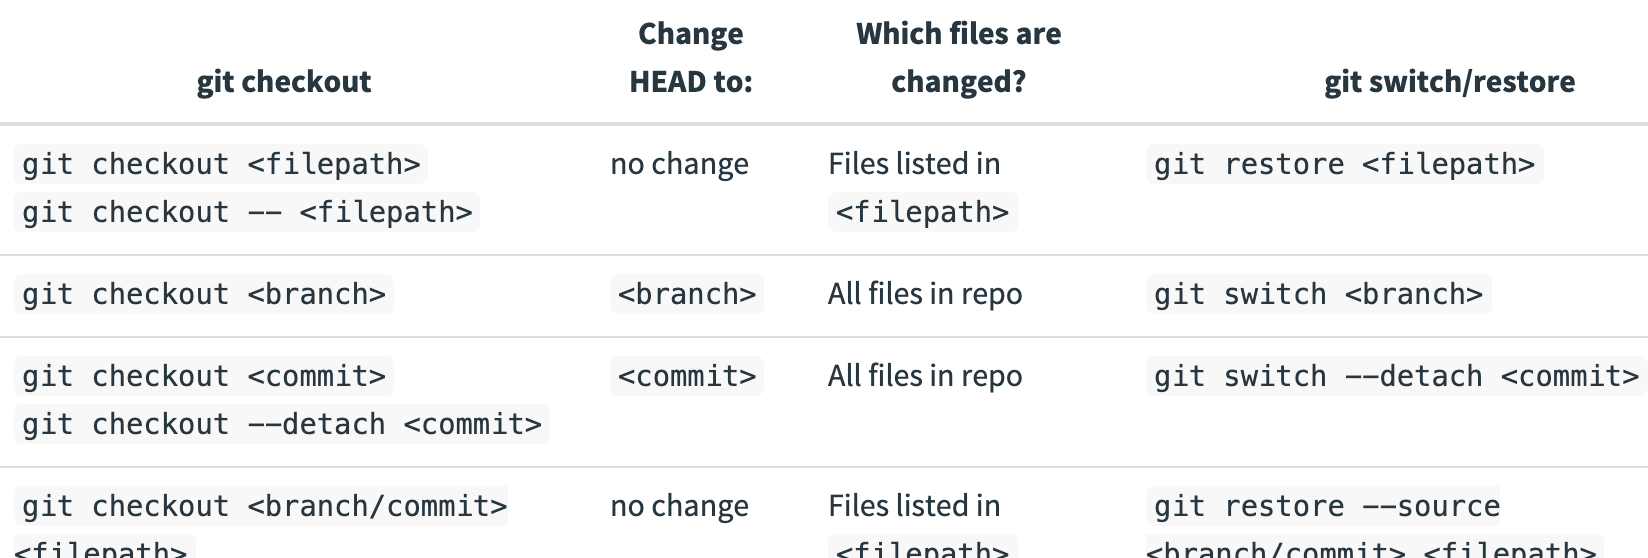 git checkout
Change
HEAD to:
Which files are
changed?
git switch/restore
git checkout <filepath>
git checkout -- <filepath>
no change
Files listed in
<filepath>
git restore <filepath>
git checkout <branch>
<branch>
All files in repo
git switch <branch>
git checkout <commit>
git checkout --detach <commit>
<commit>
All files in repo
git switch --detach <commit>
git checkout <branch/commit>
<filepath>
no change
Files listed in
<filepath>
git restore --source
<branch/commit> <filepath>